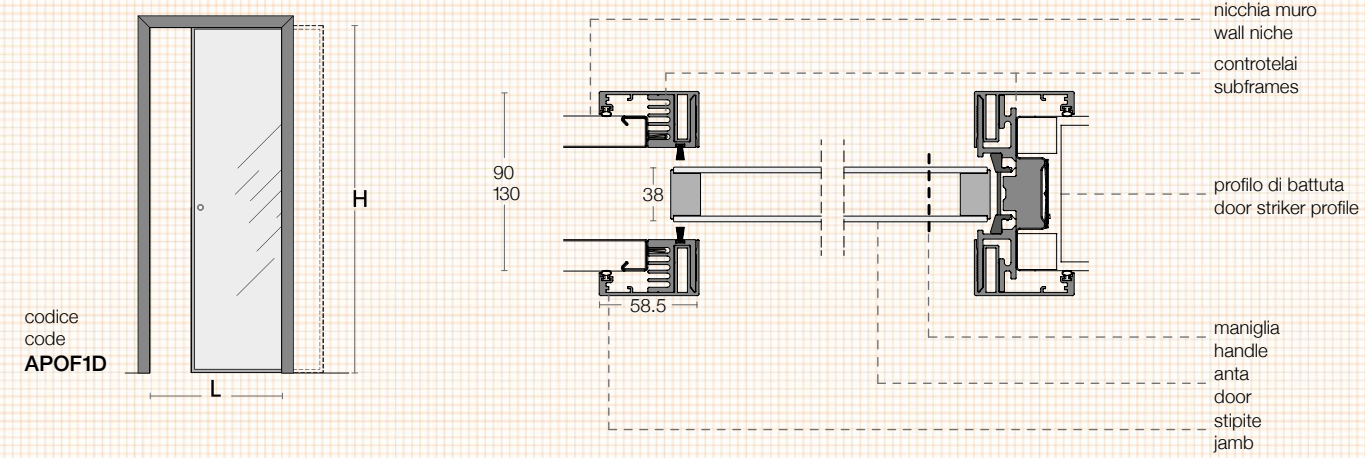 codice
code
APOF1D
L
H
90
130
38
58.5
nicchia muro
wall niche
controtelai
subframes
profilo di battuta
door striker profile
maniglia
handle
anta
door
stipite
jamb